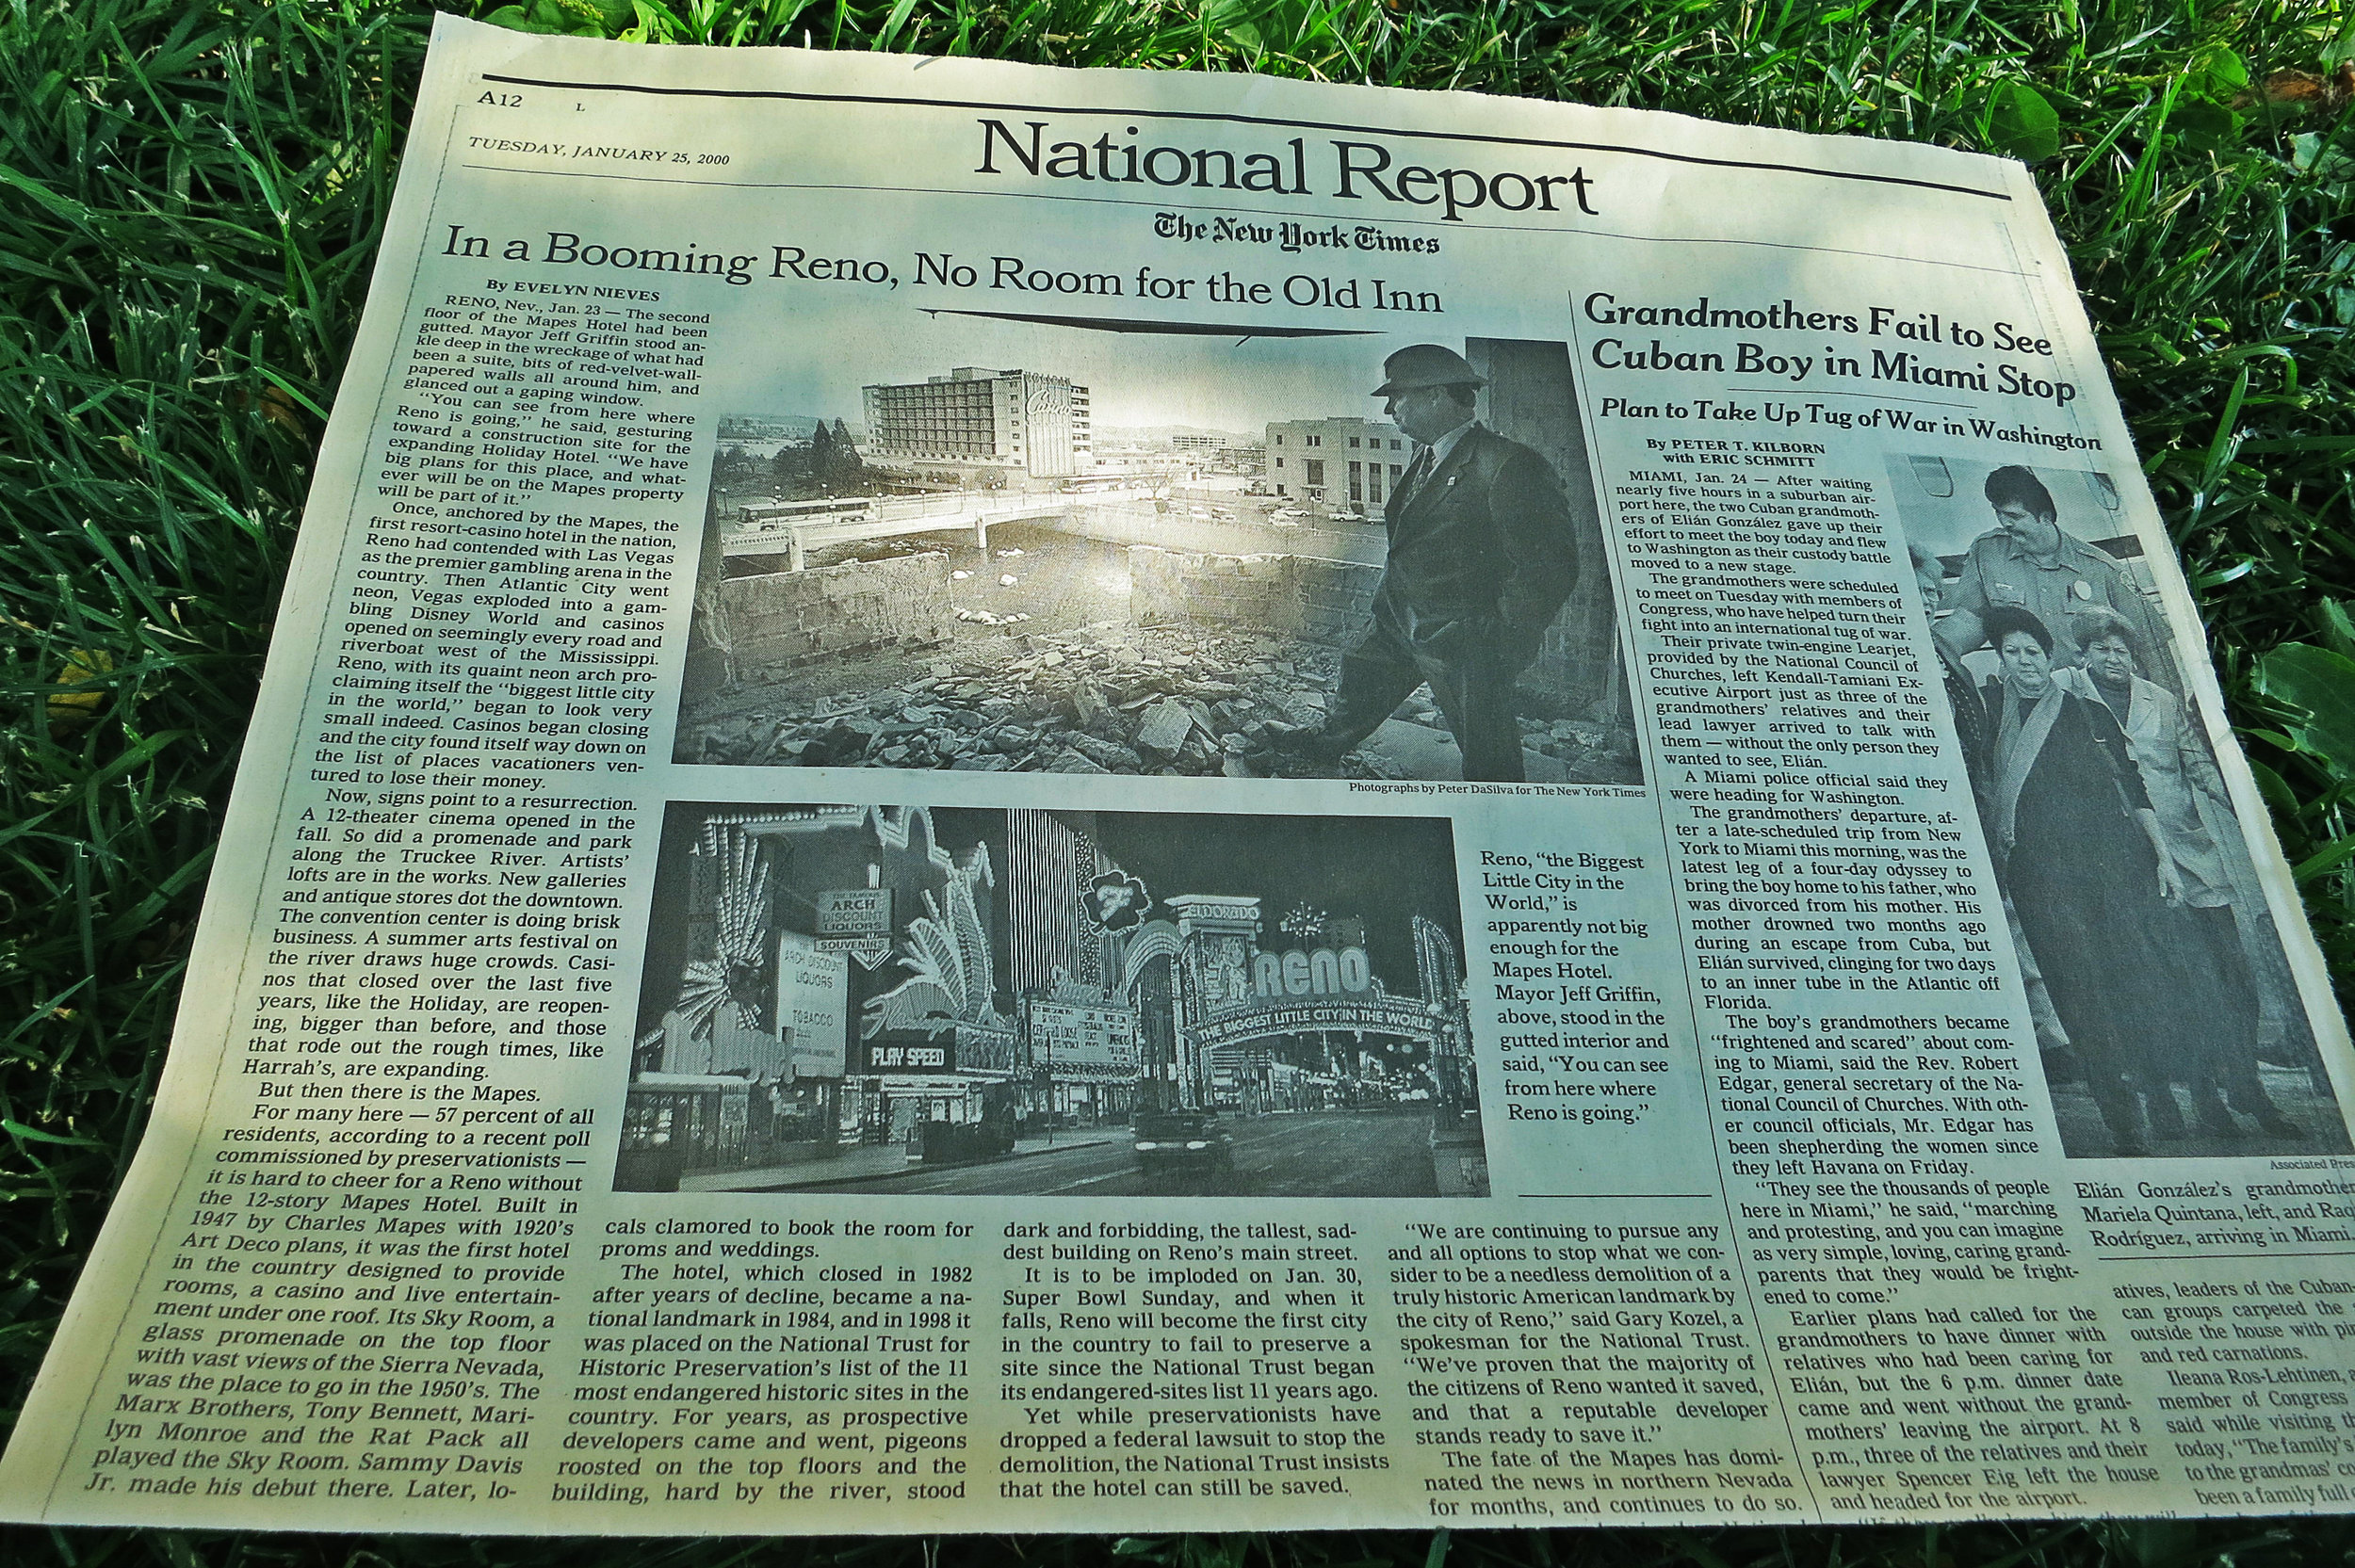 A12
L
TUESDAY, JANUARY 25, 2000
National Report
The New York Times
In a Booming Reno, No Room for the Old Inn
By EVELYN NIEVES
RENO, Nev., Jan. 23 — The second
floor of the Mapes Hotel had been
gutted. Mayor Jeff Griffin stood an-
kle deep in the wreckage of what had
been a suite, bits of red-velvet-wall-
papered walls all around him, and
glanced out a gaping window.
“You can see from here where
Reno is going,” he said, gesturing
toward a construction site for the
expanding Holiday Hotel. “We have
big plans for this place, and what-
ever will be on the Mapes property
will be part of it.”
Once, anchored by the Mapes, the
first resort-casino hotel in the nation,
Reno had contended with Las Vegas
as the premier gambling arena in the
country. Then Atlantic City went
neon, Vegas exploded into a gam-
bling Disney World and casinos
opened on seemingly every road and
riverboat west of the Mississippi.
Reno, with its quaint neon arch pro-
claiming itself the “biggest little city
in the world,” began to look very
small indeed. Casinos began closing
and the city found itself way down on
the list of places vacationers ven-
tured to lose their money.
Now, signs point to a resurrection.
A 12-theater cinema opened in the
fall. So did a promenade and park
along the Truckee River. Artists’
lofts are in the works. New galleries
and antique stores dot the downtown.
The convention center is doing brisk
business. A summer arts festival on
the river draws huge crowds. Casi-
nos that closed over the last five
years, like the Holiday, are reopen-
ing, bigger than before, and those
that rode out the rough times, like
Harrah’s, are expanding.
But then there is the Mapes.
For many here — 57 percent of all
residents, according to a recent poll
commissioned by preservationists —
it is hard to cheer for a Reno without
the 12-story Mapes Hotel. Built in
1947 by Charles Mapes with 1920’s
Art Deco plans, it was the first hotel
in the country designed to provide
rooms, a casino and live entertain-
ment under one roof. Its Sky Room, a
glass promenade on the top floor
with vast views of the Sierra Nevada,
was the place to go in the 1950’s. The
Marx Brothers, Tony Bennett, Mari-
lyn Monroe and the Rat Pack all
played the Sky Room. Sammy Davis
Jr. made his debut there. Later, lo-
Casino
Photographs by Peter DaSilva for The New York Times
ARCH
DISCOUNT
LIQUORS
SOUVENIRS
ARCH DISCOUNT
LIQUORS
TOBACCO
PLAY SPEED
ELDORADO
RENO
THE BIGGEST LITTLE CITY IN THE WORLD
Reno, “the Biggest
Little City in the
World,” is
apparently not big
enough for the
Mapes Hotel.
Mayor Jeff Griffin,
above, stood in the
gutted interior and
said, “You can see
from here where
Reno is going.”
cals clamored to book the room for
proms and weddings.
The hotel, which closed in 1982
after years of decline, became a na-
tional landmark in 1984, and in 1998 it
was placed on the National Trust for
Historic Preservation’s list of the 11
most endangered historic sites in the
country. For years, as prospective
developers came and went, pigeons
roosted on the top floors and the
building, hard by the river, stood
dark and forbidding, the tallest, sad-
dest building on Reno’s main street.
It is to be imploded on Jan. 30,
Super Bowl Sunday, and when it
falls, Reno will become the first city
in the country to fail to preserve a
site since the National Trust began
its endangered-sites list 11 years ago.
Yet while preservationists have
dropped a federal lawsuit to stop the
demolition, the National Trust insists
that the hotel can still be saved.
“We are continuing to pursue any
and all options to stop what we con-
sider to be a needless demolition of a
truly historic American landmark by
the city of Reno,” said Gary Kozel, a
spokesman for the National Trust.
“We’ve proven that the majority of
the citizens of Reno wanted it saved,
and that a reputable developer
stands ready to save it.”
The fate of the Mapes has domi-
nated the news in northern Nevada
for months, and continues to do so.
Grandmothers Fail to See
Cuban Boy in Miami Stop
Plan to Take Up Tug of War in Washington
By PETER T. KILBORN
with ERIC SCHMITT
MIAMI, Jan. 24 — After waiting
nearly five hours in a suburban air-
port here, the two Cuban grandmoth-
ers of Elián González gave up their
effort to meet the boy today and flew
to Washington as their custody battle
moved to a new stage.
The grandmothers were scheduled
to meet on Tuesday with members of
Congress, who have helped turn their
fight into an international tug of war.
Their private twin-engine Learjet,
provided by the National Council of
Churches, left Kendall-Tamiani Ex-
ecutive Airport just as three of the
grandmothers’ relatives and their
lead lawyer arrived to talk with
them — without the only person they
wanted to see, Elián.
A Miami police official said they
were heading for Washington.
The grandmothers’ departure, af-
ter a late-scheduled trip from New
York to Miami this morning, was the
latest leg of a four-day odyssey to
bring the boy home to his father, who
was divorced from his mother. His
mother drowned two months ago
during an escape from Cuba, but
Elián survived, clinging for two days
to an inner tube in the Atlantic off
Florida.
The boy’s grandmothers became
“frightened and scared” about com-
ing to Miami, said the Rev. Robert
Edgar, general secretary of the Na-
tional Council of Churches. With oth-
er council officials, Mr. Edgar has
been shepherding the women since
they left Havana on Friday.
“They see the thousands of people
here in Miami,” he said, “marching
and protesting, and you can imagine
as very simple, loving, caring grand-
parents that they would be fright-
ened to come.”
Earlier plans had called for the
grandmothers to have dinner with
relatives who had been caring for
Elián, but the 6 p.m. dinner date
came and went without the grand-
mothers’ leaving the airport. At 8
p.m., three of the relatives and their
lawyer Spencer Eig left the house
and headed for the airport.
Associated Pres
Elián González’s grandmother
Mariela Quintana, left, and Raq
Rodríguez, arriving in Miami.
atives, leaders of the Cuban-
can groups carpeted the
outside the house with pin
and red carnations.
Ileana Ros-Lehtinen, a
member of Congress
said while visiting th
today, “The family’s
to the grandmas’ co
been a family full